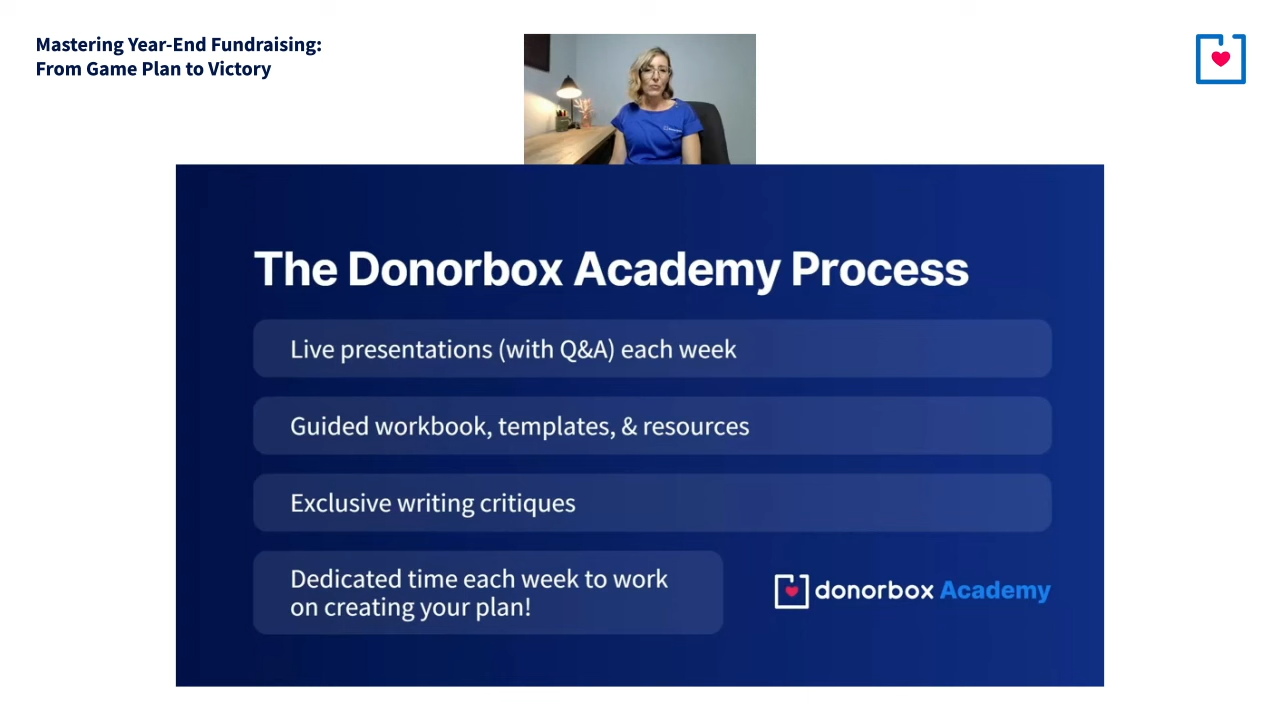 Mastering Year-End Fundraising:
From Game Plan to Victory
The Donorbox Academy Process
Live presentations (with Q&A) each week
Guided workbook, templates, & resources
Exclusive writing critiques
Dedicated time each week to work
on creating your plan!
donorbox Academy